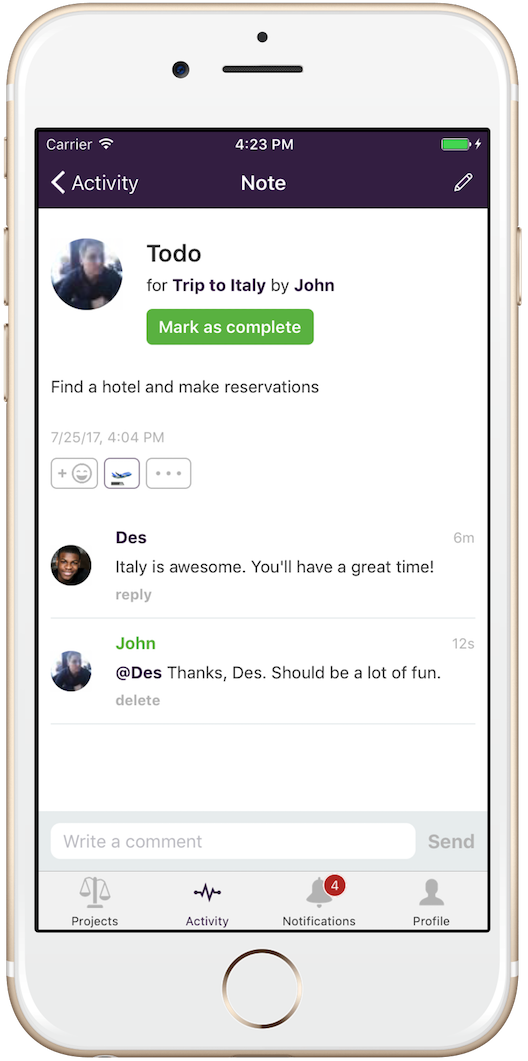 Carrier 4:23 PM
Activity Note
Todo
for Trip to Italy by John
Mark as complete
Find a hotel and make reservations
7/25/17, 4:04 PM
+
Des 6m
Italy is awesome. You'll have a great time!
reply
John 12s
@Des Thanks, Des. Should be a lot of fun.
delete
Write a comment Send
4
Projects Activity Notifications Profile